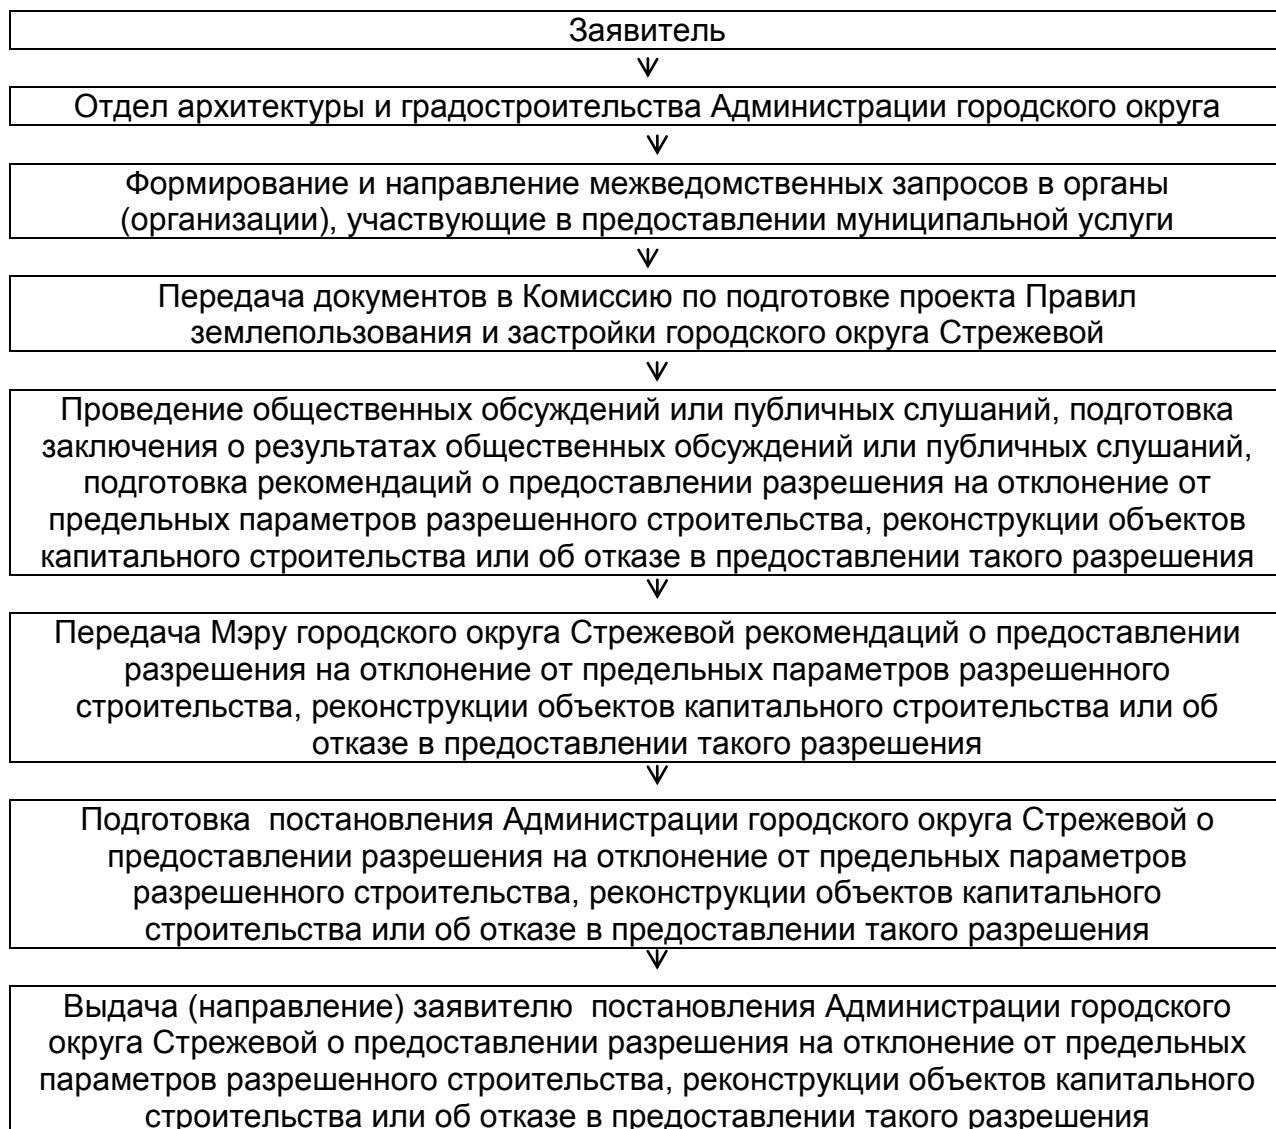 Заявитель
Отдел архитектуры и градостроительства Администрации городского округа
Формирование и направление межведомственных запросов в органы
(организации), участвующие в предоставлении муниципальной услуги
Передача документов в Комиссию по подготовке проекта Правил
землепользования и застройки городского округа Стрежевой
Проведение общественных обсуждений или публичных слушаний, подготовка
заключения о результатах общественных обсуждений или публичных слушаний,
подготовка рекомендаций о предоставлении разрешения на отклонение от
предельных параметров разрешенного строительства, реконструкции объектов
капитального строительства или об отказе в предоставлении такого разрешения
Передача Мэру городского округа Стрежевой рекомендаций о предоставлении
разрешения на отклонение от предельных параметров разрешенного
строительства, реконструкции объектов капитального строительства или об
отказе в предоставлении такого разрешения
Подготовка  постановления Администрации городского округа Стрежевой о
предоставлении разрешения на отклонение от предельных параметров
разрешенного строительства, реконструкции объектов капитального
строительства или об отказе в предоставлении такого разрешения
Выдача (направление) заявителю  постановления Администрации городского
округа Стрежевой о предоставлении разрешения на отклонение от предельных
параметров разрешенного строительства, реконструкции объектов капитального
строительства или об отказе в предоставлении такого разрешения